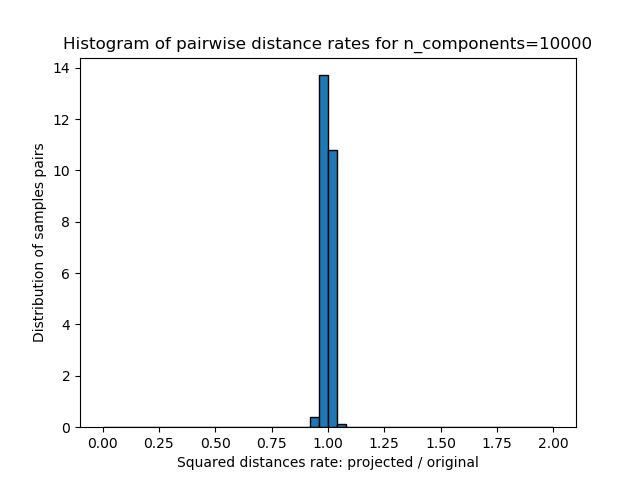 Histogram of pairwise distance rates for n_components=10000
14
12
10
8
6
4
2
0
Distribution of samples pairs
0.00 0.25 0.50 0.75 1.00 1.25 1.50 1.75 2.00
Squared distances rate: projected / original